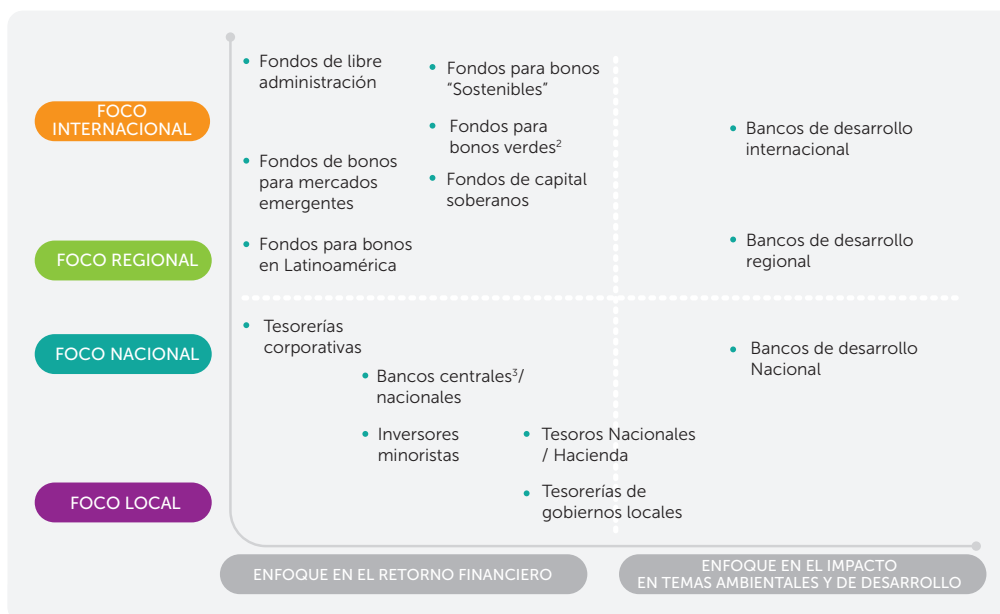 FOCO
INTERNACIONAL
• Fondos de libre
administración
• Fondos de bonos
para mercados
emergentes
• Fondos para bonos
“Sostenibles”
• Fondos para
bonos verdes²
• Fondos de capital
soberanos
• Bancos de desarrollo
internacional
FOCO REGIONAL
• Fondos para bonos
en Latinoamérica
• Bancos de desarrollo
regional
FOCO NACIONAL
• Tesorerías
corporativas
• Bancos centrales³/
nacionales
• Inversores
minoristas
• Bancos de desarrollo
Nacional
• Tesoros Nacionales
/ Hacienda
FOCO LOCAL
• Tesorerías de
gobiernos locales
ENFOQUE EN EL RETORNO FINANCIERO
ENFOQUE EN EL IMPACTO
EN TEMAS AMBIENTALES Y DE DESARROLLO